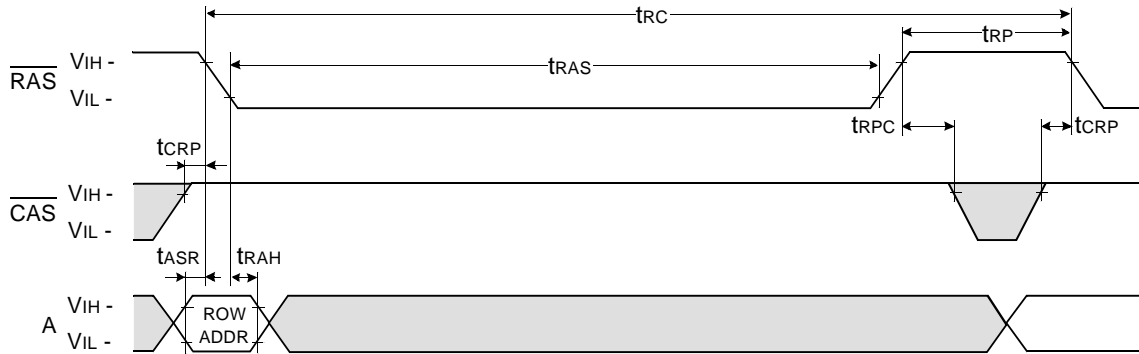 tRC
tRP
RAS VIH -
VIL -
tRAS
tRPC
tCRP
tCRP
CAS VIH -
VIL -
tASR
tRAH
A VIH -
VIL -
ROW
ADDR